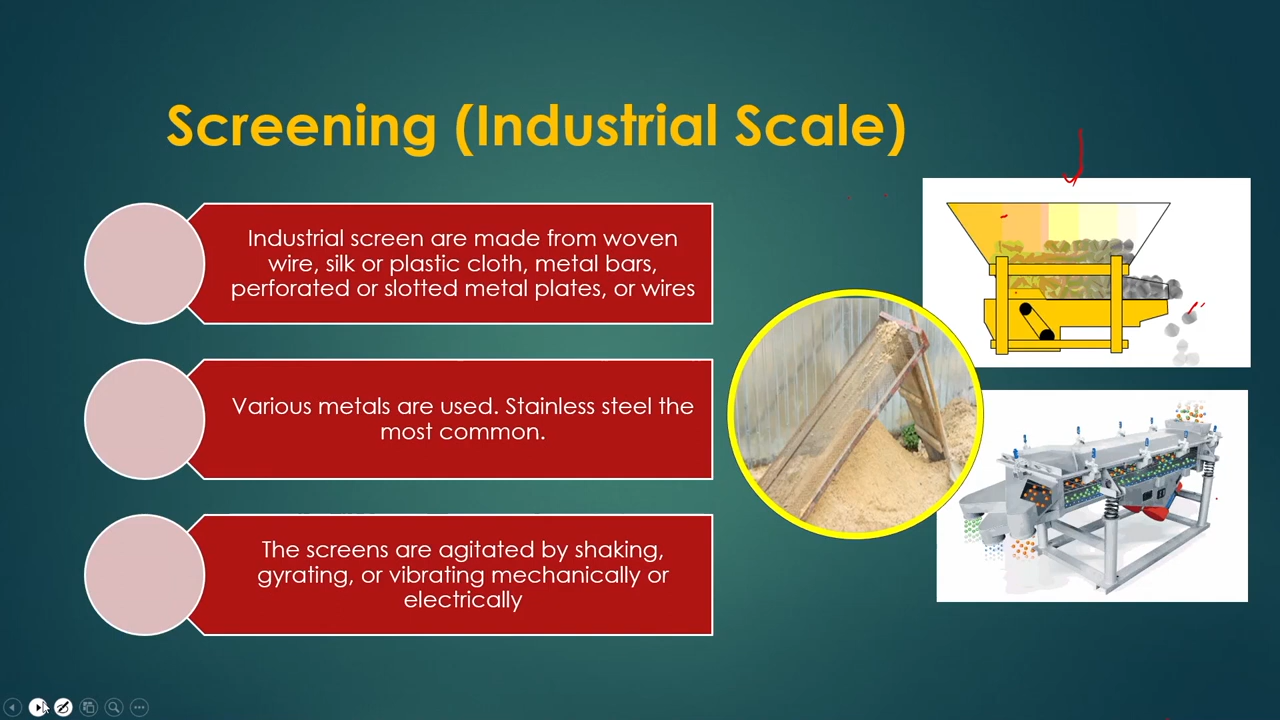 Screening (Industrial Scale)
Industrial screen are made from woven
wire, silk or plastic cloth, metal bars,
perforated or slotted metal plates, or wires
Various metals are used. Stainless steel the
most common.
The screens are agitated by shaking,
gyrating, or vibrating mechanically or
electrically